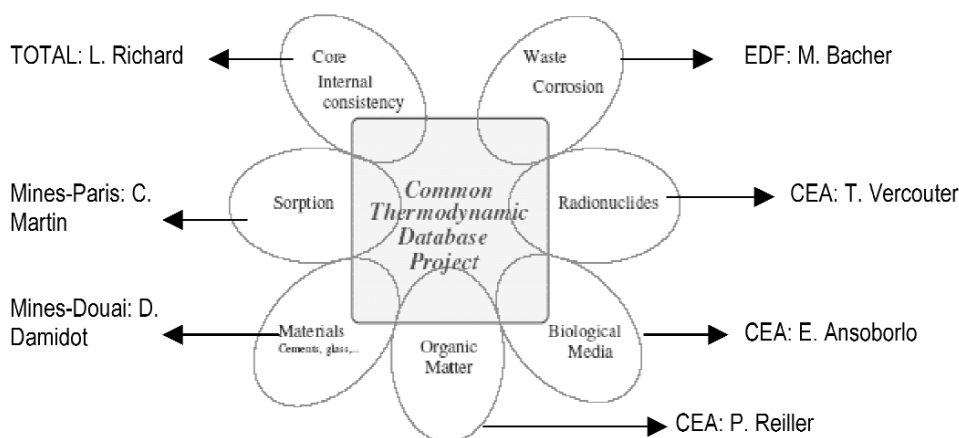 TOTAL: L. Richard
Core
Internal
consistency
Waste
Corrosion
EDF: M. Bacher
Mines-Paris: C.
Martin
Sorption
Common
Thermodynamic
Database
Project
Radionuclides
CEA: T. Vercouter
Mines-Douai: D.
Damidot
Materials
Cements, glass,...
Organic
Matter
Biological
Media
CEA: E. Ansoborlo
CEA: P. Reiller